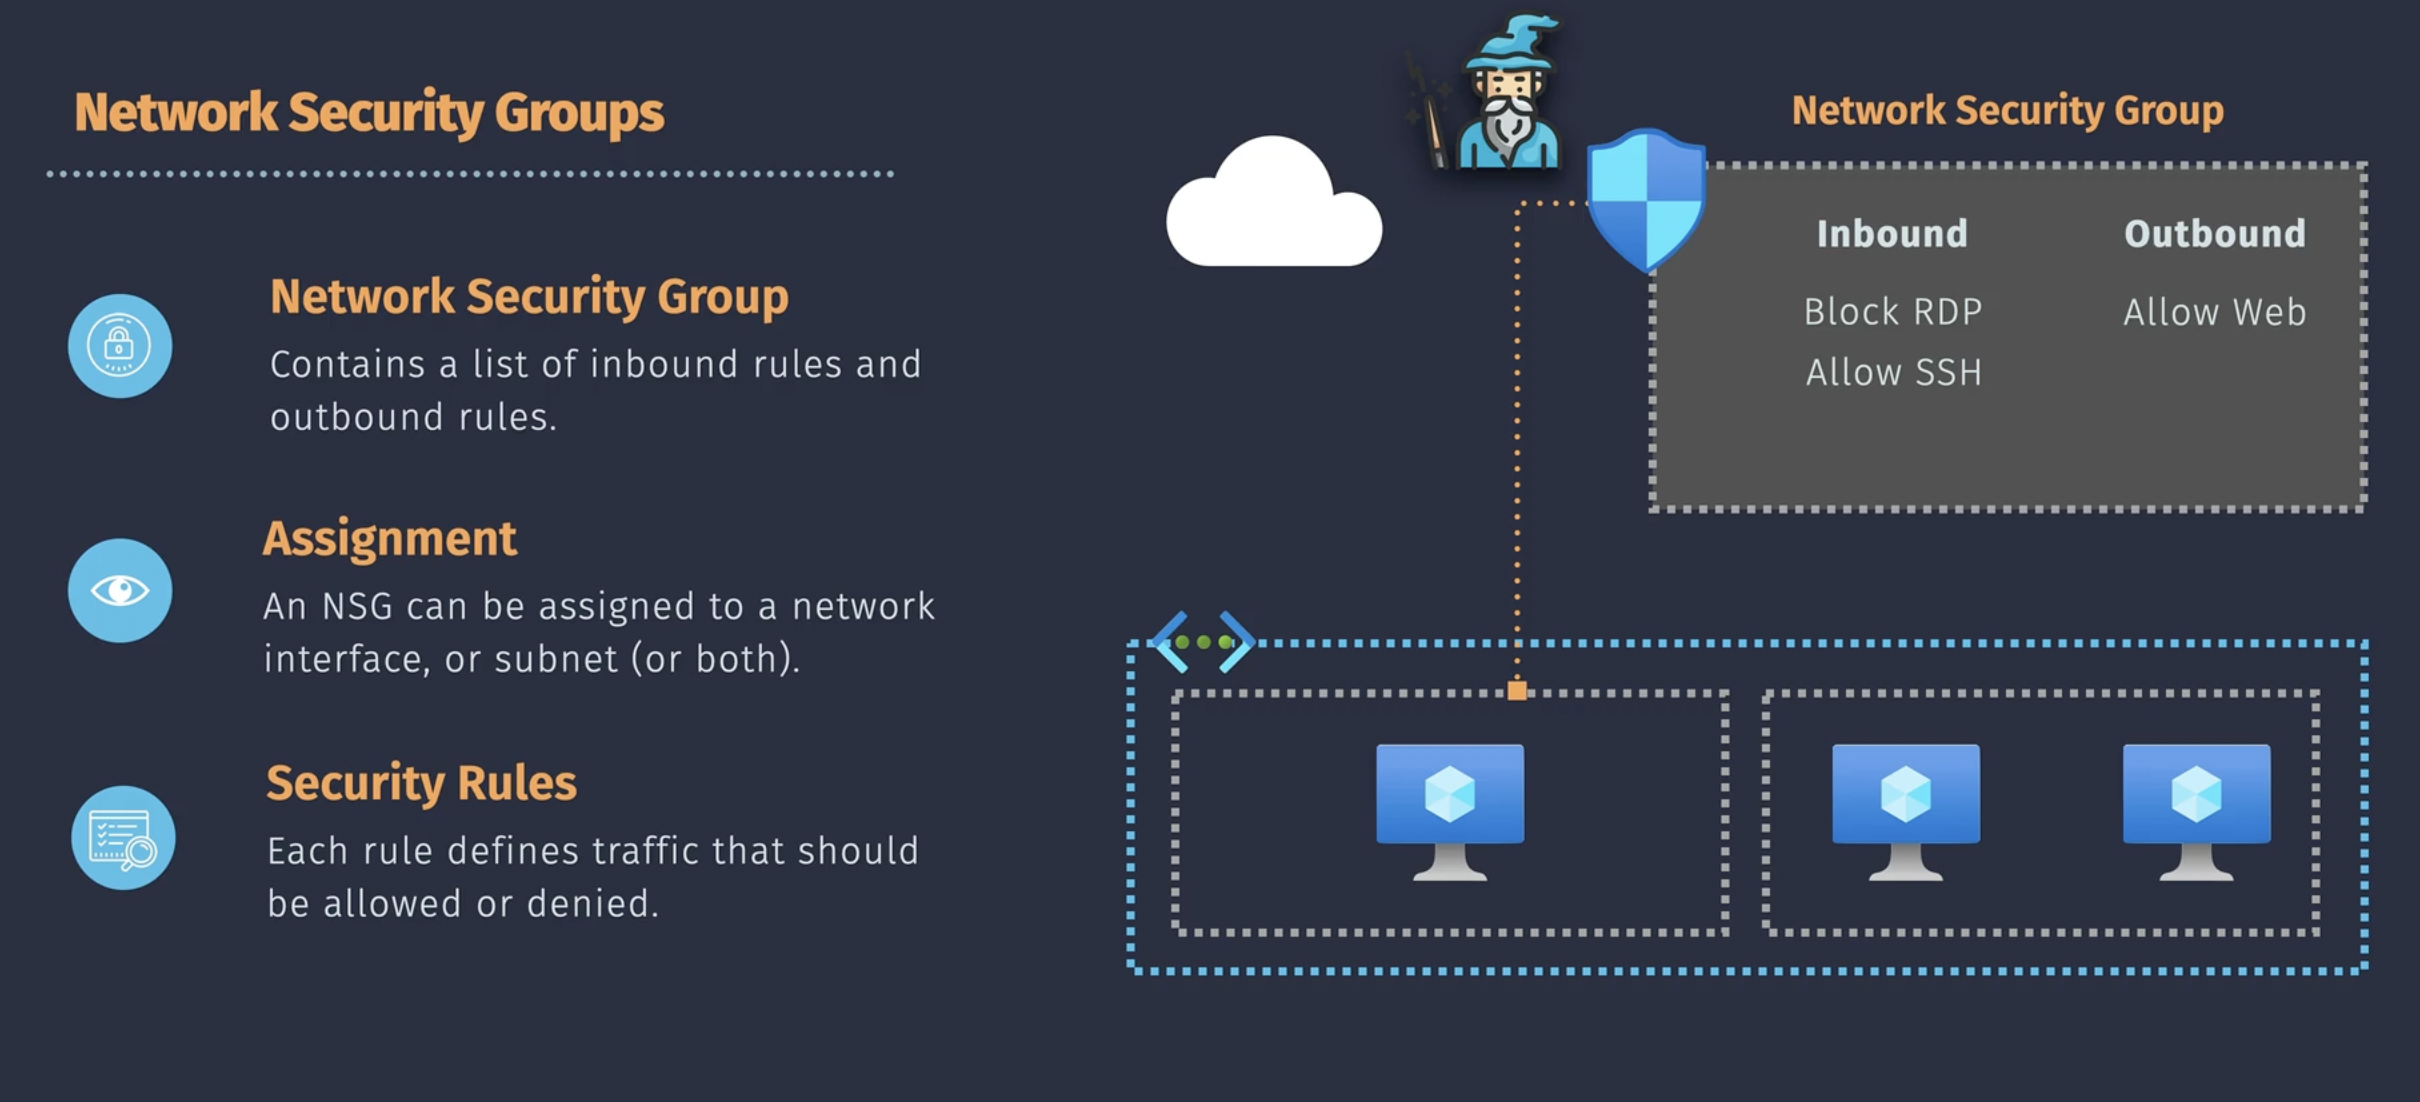 Network Security Groups
Network Security Group
Contains a list of inbound rules and
outbound rules.
Assignment
An NSG can be assigned to a network
interface, or subnet (or both).
Security Rules
Each rule defines traffic that should
be allowed or denied.
Network Security Group
Inbound
Block RDP
Allow SSH
Outbound
Allow Web